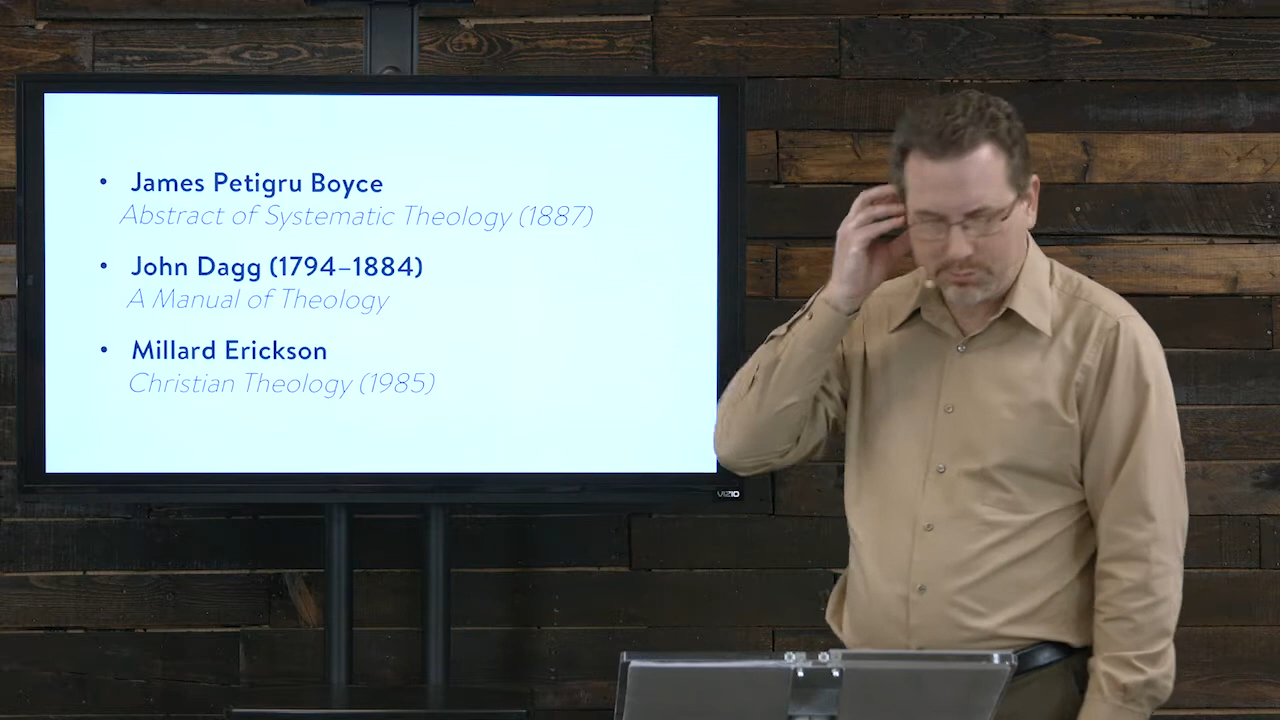 • James Petigru Boyce
Abstract of Systematic Theology (1887)
• John Dagg (1794–1884)
A Manual of Theology
• Millard Erickson
Christian Theology (1985)
VIZIO